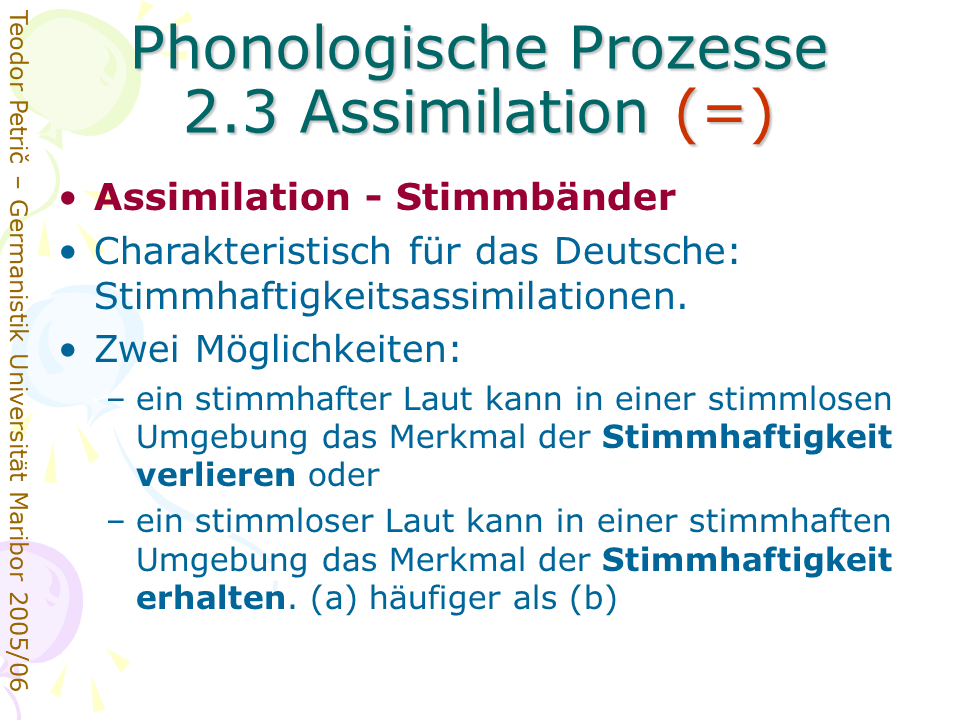 Phonologische Prozesse
2.3 Assimilation (=)
• Assimilation - Stimmbänder
• Charakteristisch für das Deutsche:
Stimmhaftigkeitsassimilationen.
• Zwei Möglichkeiten:
– ein stimmhafter Laut kann in einer stimmlosen
Umgebung das Merkmal der Stimmhaftigkeit
verlieren oder
– ein stimmloser Laut kann in einer stimmhaften
Umgebung das Merkmal der Stimmhaftigkeit
erhalten. (a) häufiger als (b)
Teodor Petrič – Germanistik Universität Maribor 2005/06